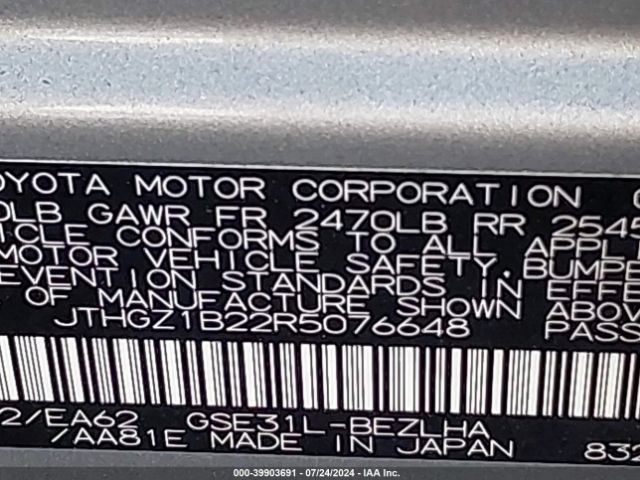 OYOTA MOTOR CORPORATION
0LB GAWR FR 2470LB RR 2545
ICLE CONFORMS TO ALL APPLI
MOTOR VEHICLE SAFETY, BUMPE
EVENTION STANDARDS IN EFFE
OF MANUFACTURE SHOWN ABOV
JTHGZ1B22R5076648 PASS
2/EA62 GSE31L-BEZLHA
/AA81E MADE IN JAPAN 832
000-39903691 - 07/24/2024 - IAA Inc.